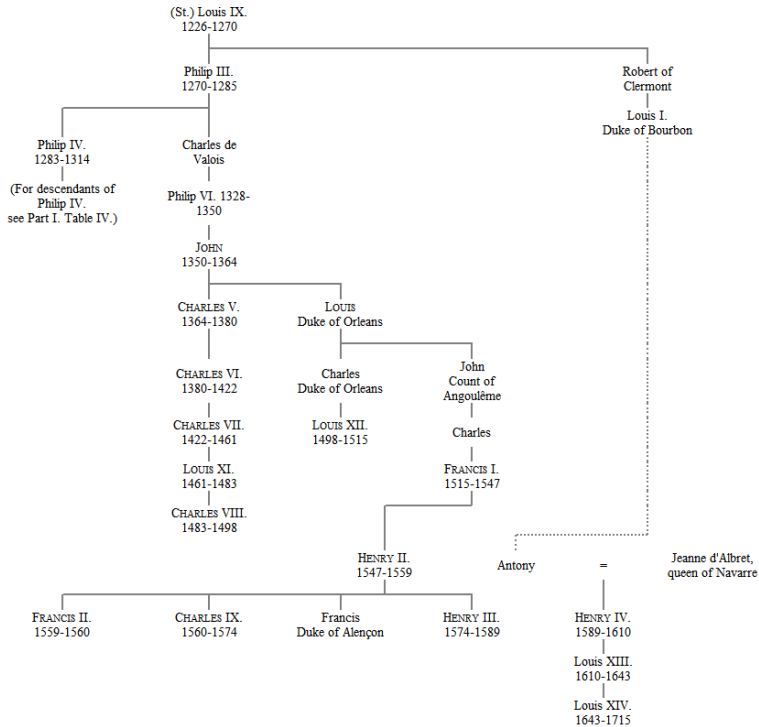 (St.) Louis IX.
1226-1270
Philip III.
1270-1285
Robert of
Clermont
Louis I.
Duke of Bourbon
Philip IV.
1283-1314
Charles de
Valois
(For descendants of
Philip IV.
see Part I. Table IV.)
Philip VI. 1328-
1350
JOHN
1350-1364
CHARLES V.
1364-1380
LOUIS
Duke of Orleans
CHARLES VI.
1380-1422
Charles
Duke of Orleans
John
Count of
Angoulême
CHARLES VII.
1422-1461
LOUIS XII.
1498-1515
Charles
LOUIS XI.
1461-1483
FRANCIS I.
1515-1547
CHARLES VIII.
1483-1498
HENRY II.
1547-1559
Antony
=
Jeanne d'Albret,
queen of Navarre
FRANCIS II.
1559-1560
CHARLES IX.
1560-1574
Francis
Duke of Alençon
HENRY III.
1574-1589
HENRY IV.
1589-1610
Louis XIII.
1610-1643
Louis XIV.
1643-1715